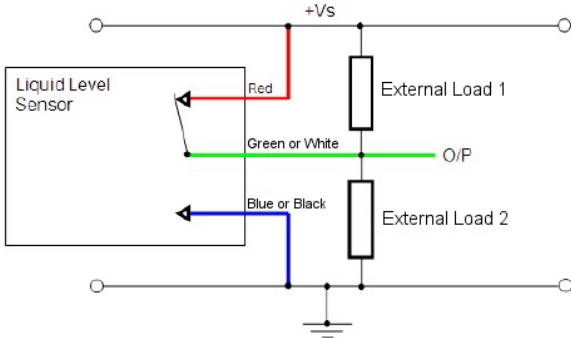 +Vs
Liquid Level
Sensor
Red
External Load 1
Green or White
O/P
Blue or Black
External Load 2